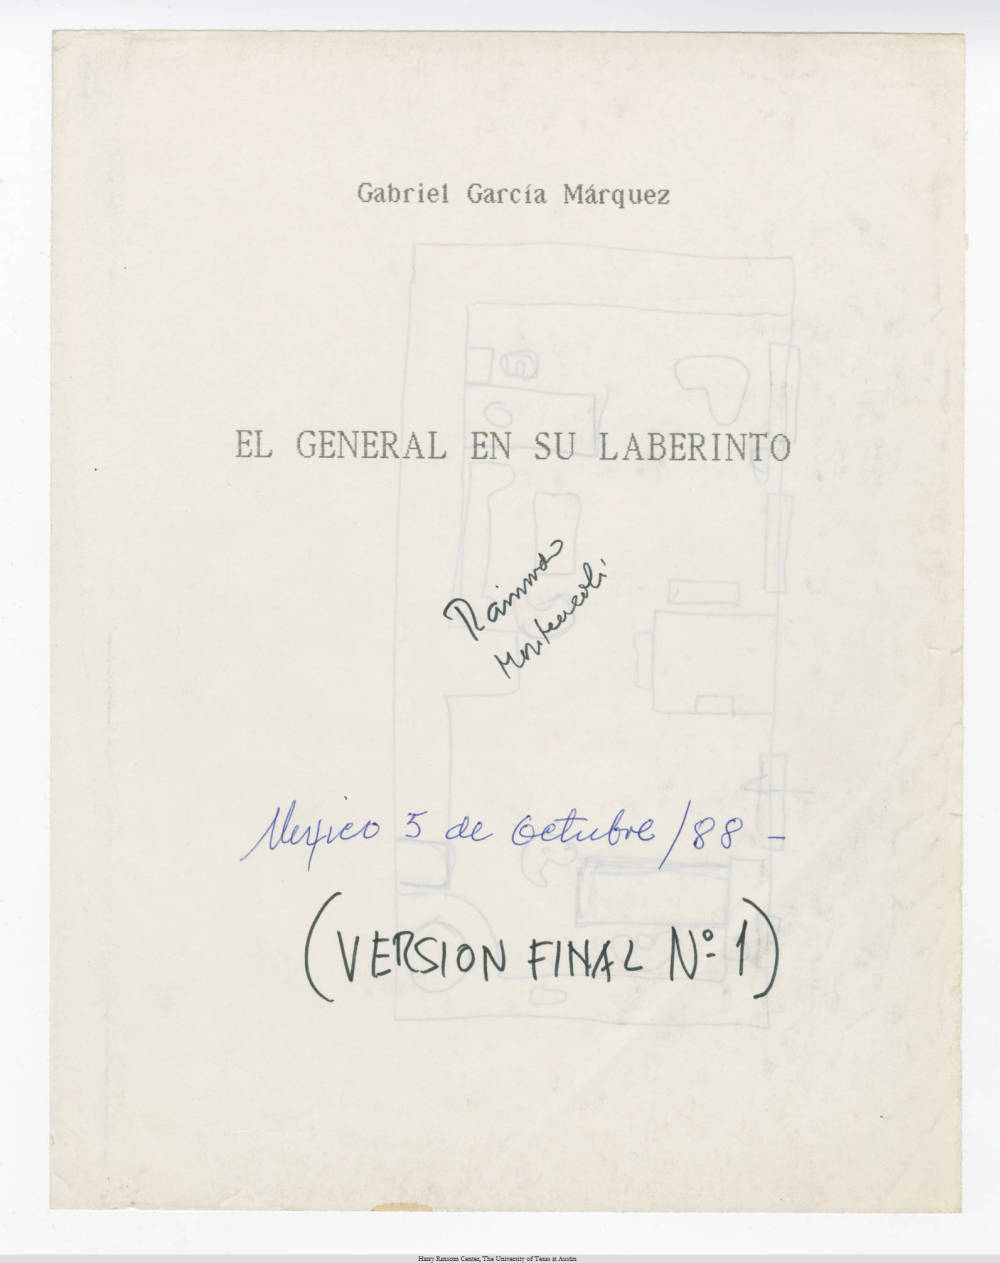 Gabriel García Márquez
EL GENERAL EN SU LABERINTO
Mexico 5 de Octubre/88 -
(VERSION FINAL Nº 1)
Harry Ransom Center, The University of Texas at Austin